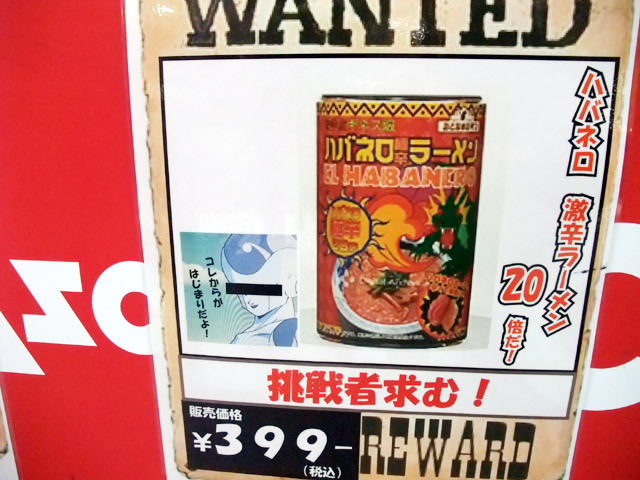 WANTED
ハバネロ
激辛ラーメン
20
倍だ!
ハバネロ辛ラーメン
EL HABANERO
コレからが
はじまりだよ!
挑戦者求む!
販売価格
¥399-
(税込)
REWARD